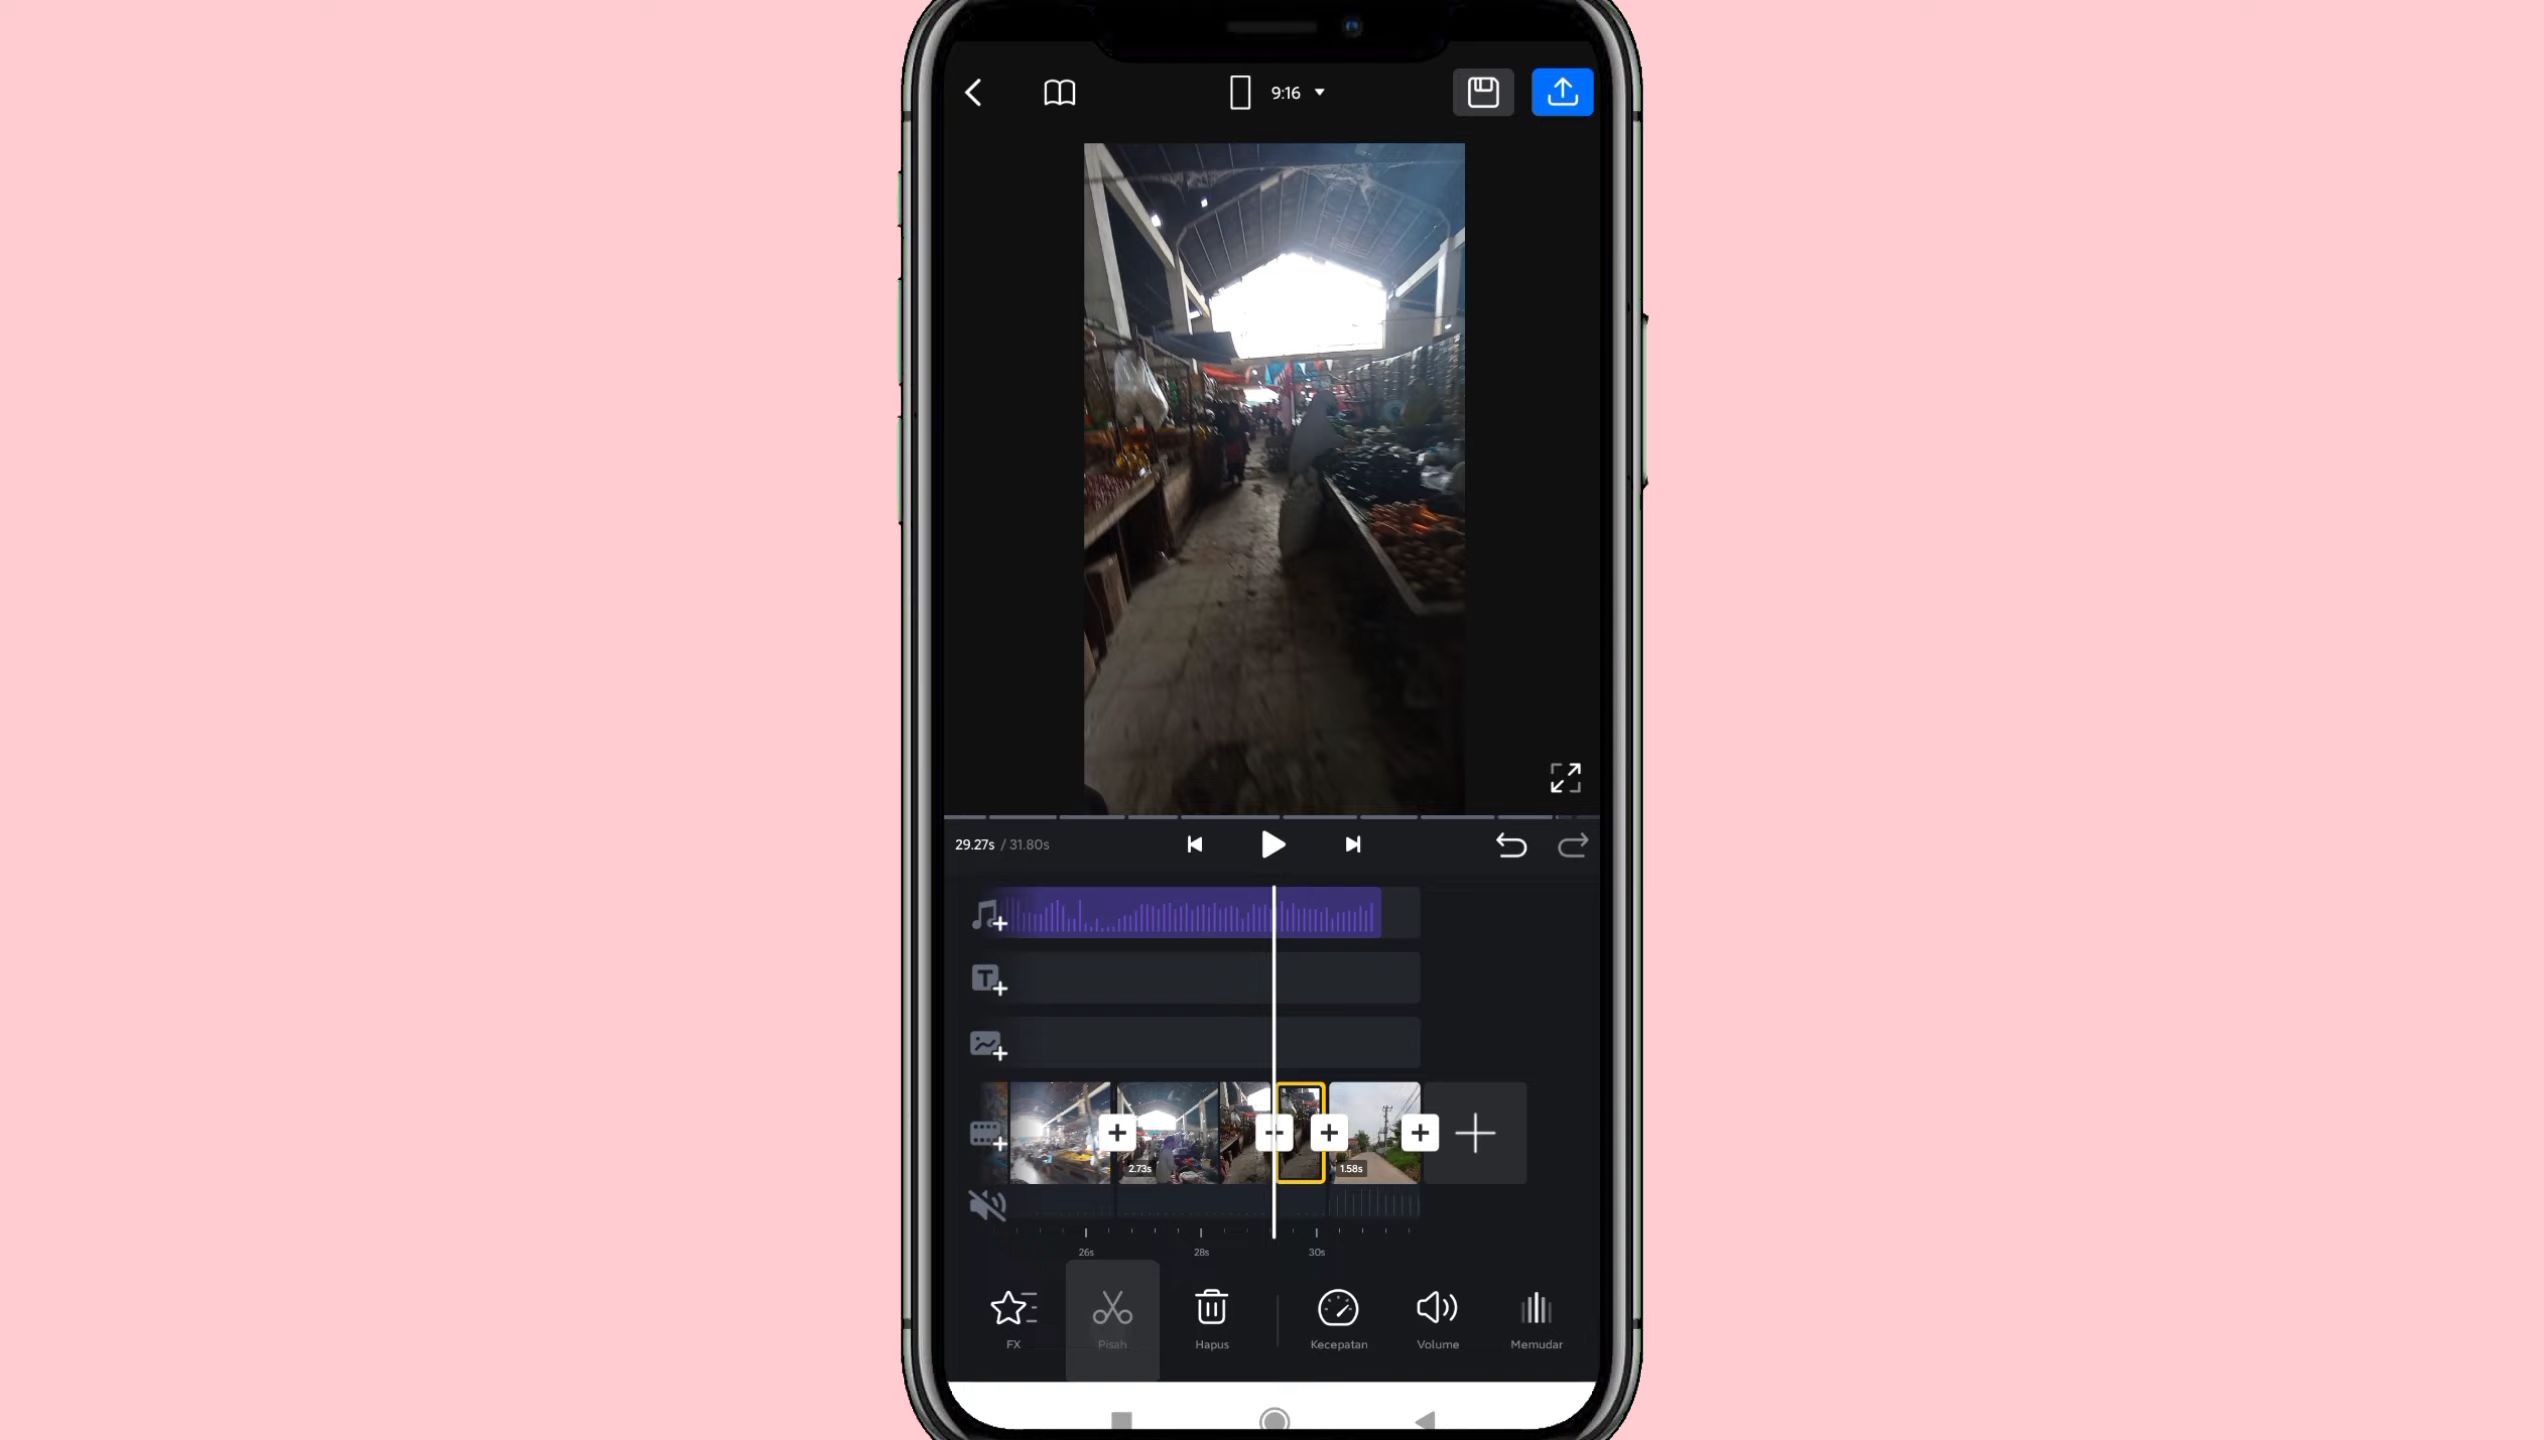 9:16
29.27s / 31.80s
T
2.73s
1.58s
26s
28s
30s
FX
Pisah
Hapus
Kecepatan
Volume
Memudar